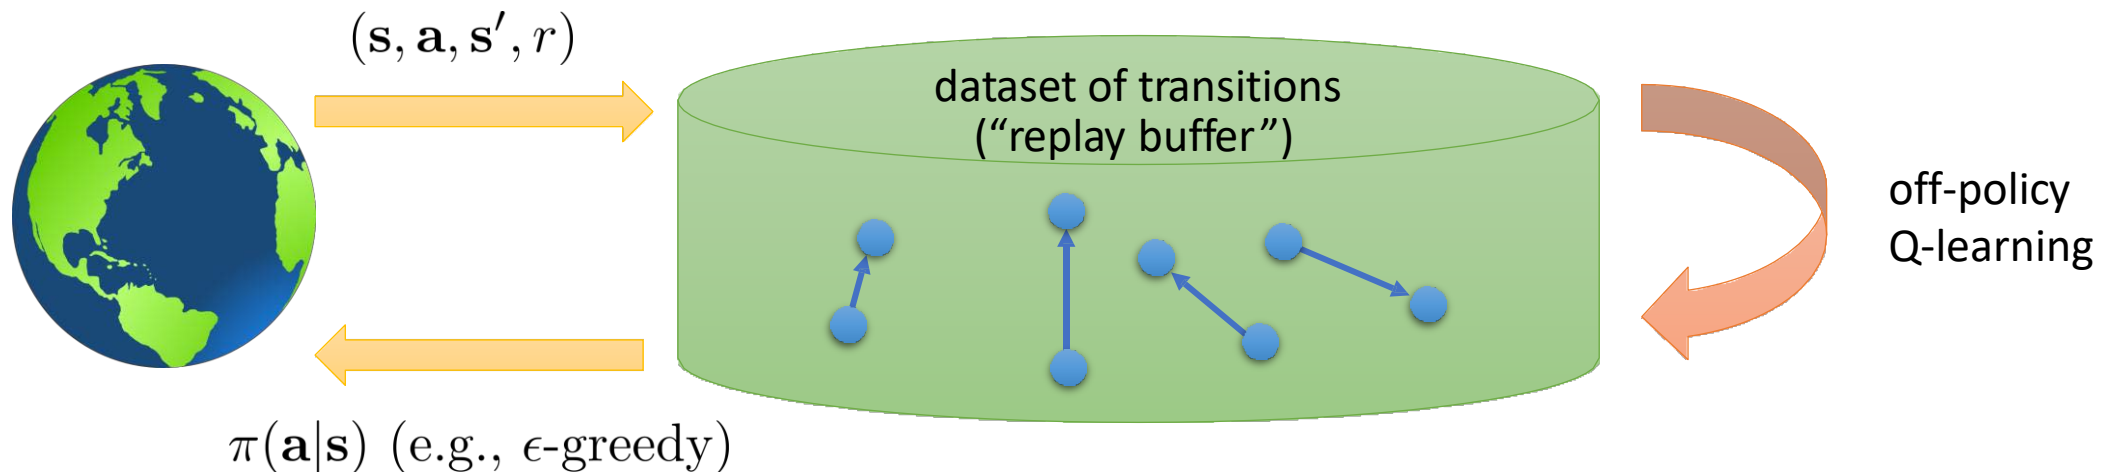 (s, a, s′, r)
dataset of transitions
(“replay buffer”)
off-policy
Q-learning
π(a|s) (e.g., ϵ-greedy)